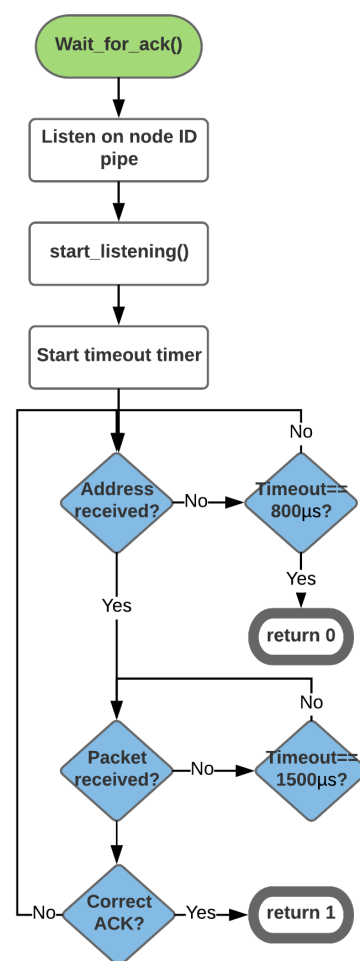 Wait_for_ack()
Listen on node ID
pipe
start_listening()
Start timeout timer
No
Address
received?
No
Timeout==
800µs?
Yes
Yes
return 0
No
Packet
received?
No
Timeout==
1500µs?
Correct
ACK?
No
Yes
return 1